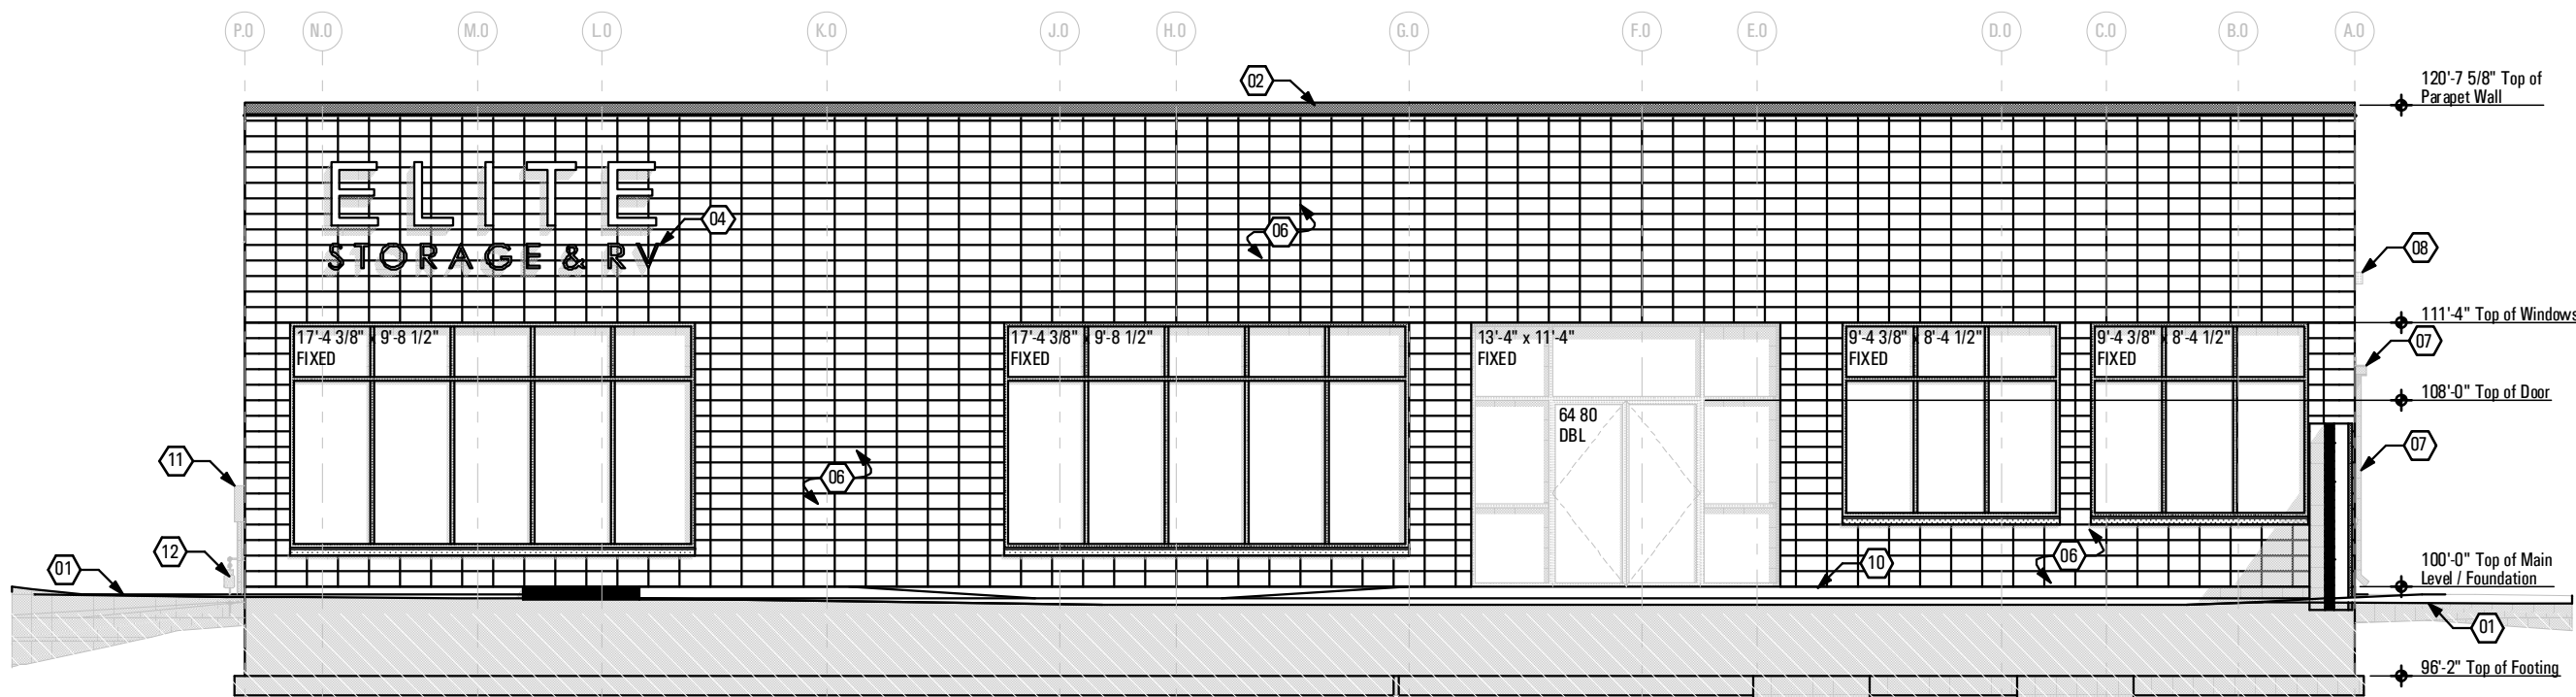 P.0 N.0 M.0 L.0 K.0 J.0 H.0 G.0 F.0 E.0 D.0 C.0 B.0 A.0
02
120'-7 5/8" Top of
Parapet Wall
ELITE
STORAGE & RV
04
06
08
111'-4" Top of Windows
17'-4 3/8" x 9'-8 1/2"
FIXED
17'-4 3/8" x 9'-8 1/2"
FIXED
13'-4" x 11'-4"
FIXED
9'-4 3/8" x 8'-4 1/2"
FIXED
9'-4 3/8" x 8'-4 1/2"
FIXED
07
108'-0" Top of Door
64 80
DBL
07
11
06
12
01
10
06
100'-0" Top of Main
Level / Foundation
01
96'-2" Top of Footing